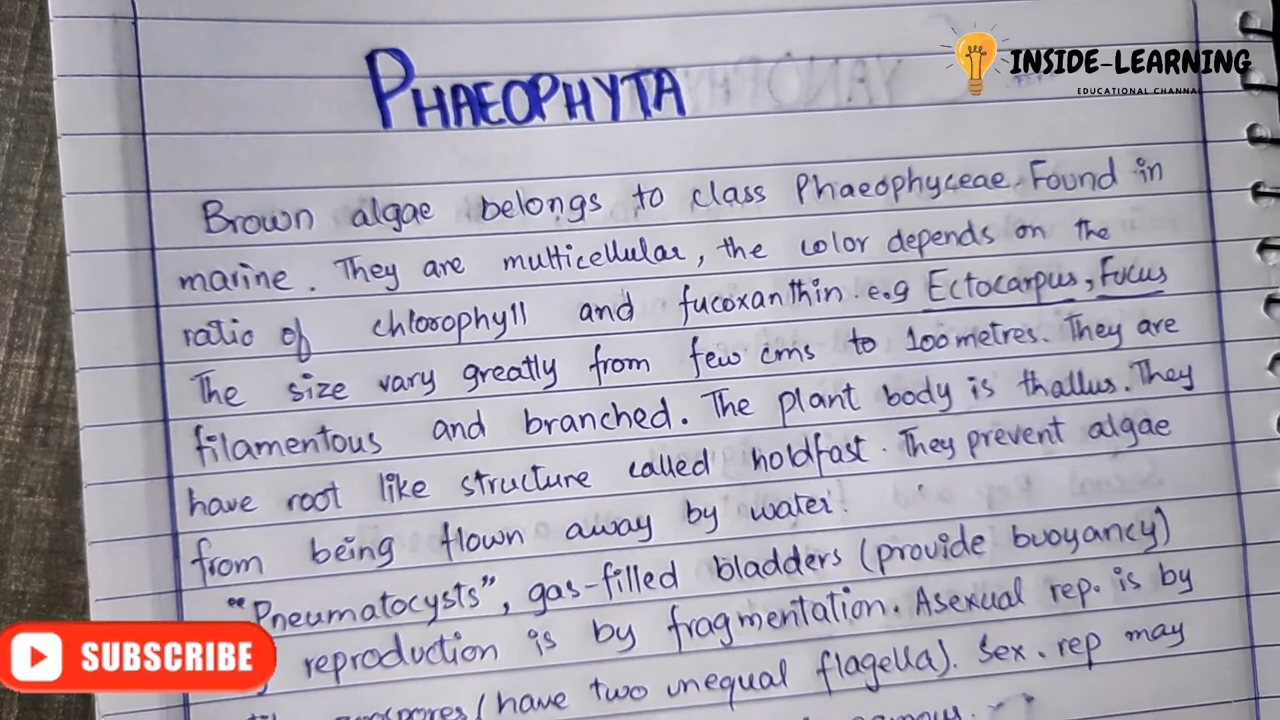 INSIDE-LEARNING
EDUCATIONAL CHANNAL
PHAEOPHYTA
Brown algae belongs to class Phaeophyceae. Found in
marine. They are multicellular, the color depends on the
ratio of chlorophyll and fucoxanthin. e.g Ectocarpus, Focus
The size vary greatly from few cms to 100metres. They are
filamentous and branched. The plant body is thallus. They
have root like structure called holdfast. They prevent algae
from being flown away by water.
"Pneumatocysts", gas-filled bladders (provide buoyancy)
reproduction is by fragmentation. Asexual rep. is by
(have two unequal flagella). Sex. rep may
SUBSCRIBE